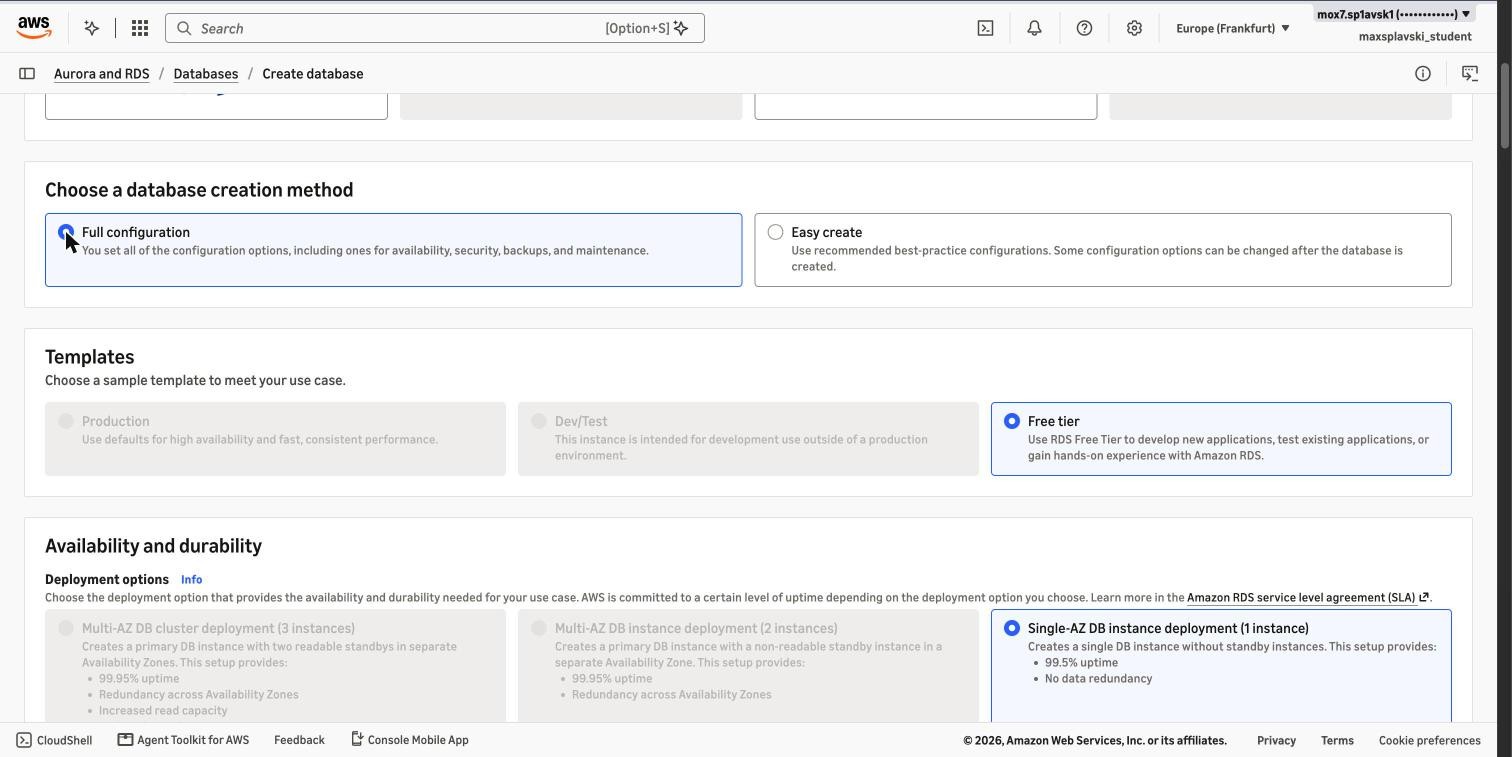 aws
Search
[Option+S]
Europe (Frankfurt)
mox7.sp1avsk1 (••••••••••••)
maxsplavski_student
Aurora and RDS / Databases / Create database
Choose a database creation method
Full configuration
You set all of the configuration options, including ones for availability, security, backups, and maintenance.
Easy create
Use recommended best-practice configurations. Some configuration options can be changed after the database is
created.
Templates
Choose a sample template to meet your use case.
Production
Use defaults for high availability and fast, consistent performance.
Dev/Test
This instance is intended for development use outside of a production
environment.
Free tier
Use RDS Free Tier to develop new applications, test existing applications, or
gain hands-on experience with Amazon RDS.
Availability and durability
Deployment options Info
Choose the deployment option that provides the availability and durability needed for your use case. AWS is committed to a certain level of uptime depending on the deployment option you choose. Learn more in the Amazon RDS service level agreement (SLA).
Multi-AZ DB cluster deployment (3 instances)
Creates a primary DB instance with two readable standbys in separate
Availability Zones. This setup provides:
• 99.95% uptime
• Redundancy across Availability Zones
• Increased read capacity
Multi-AZ DB instance deployment (2 instances)
Creates a primary DB instance with a non-readable standby instance in a
separate Availability Zone. This setup provides:
• 99.95% uptime
• Redundancy across Availability Zones
Single-AZ DB instance deployment (1 instance)
Creates a single DB instance without standby instances. This setup provides:
• 99.5% uptime
• No data redundancy
CloudShell
Agent Toolkit for AWS
Feedback
Console Mobile App
© 2026, Amazon Web Services, Inc. or its affiliates.
Privacy
Terms
Cookie preferences